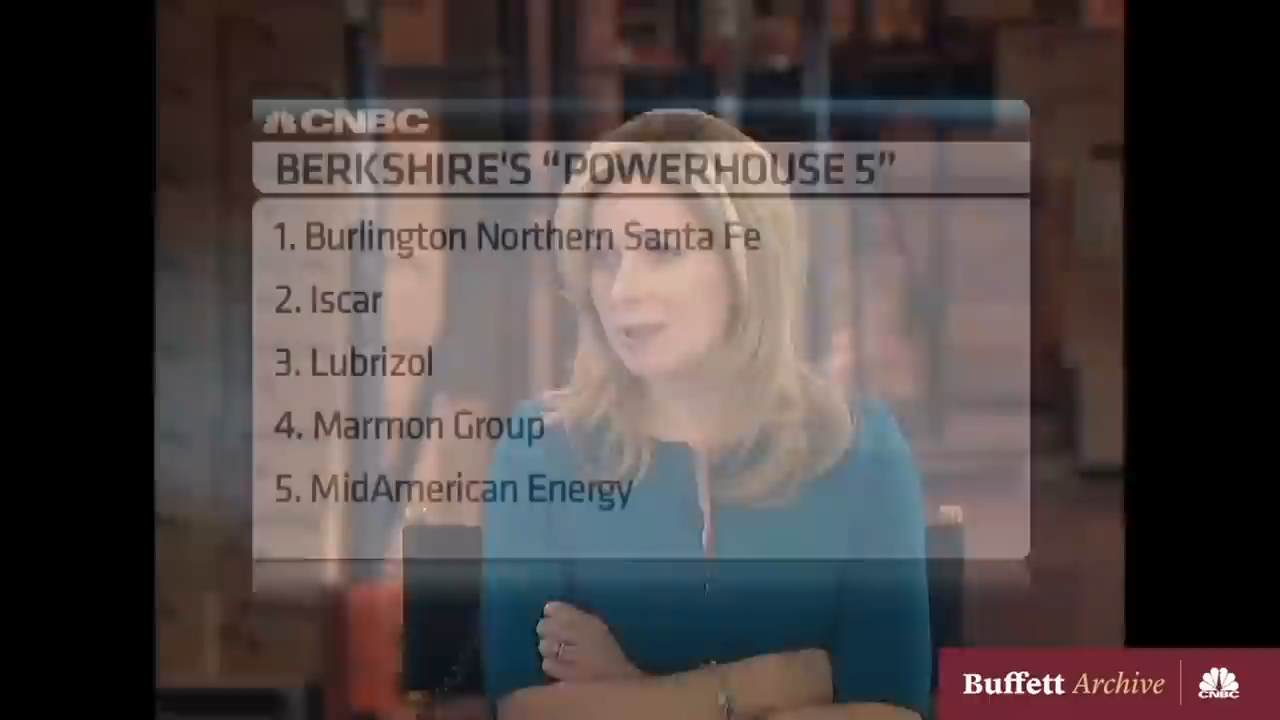 CNBC
BERKSHIRE'S “POWERHOUSE 5”
1. Burlington Northern Santa Fe
2. Iscar
3. Lubrizol
4. Marmon Group
5. MidAmerican Energy
Buffett Archive
CNBC